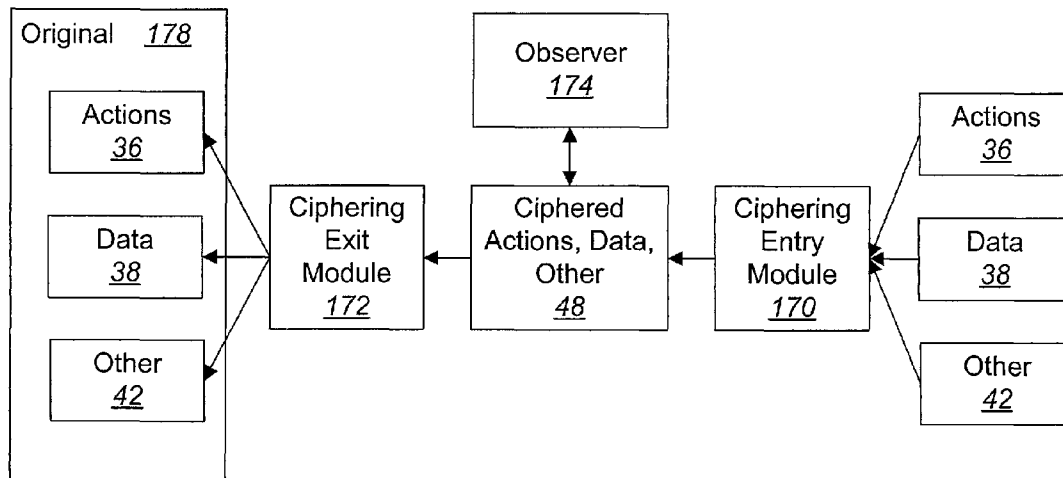 Original 178
Actions
36
Data
38
Other
42
Ciphering
Exit
Module
172
Observer
174
Ciphered
Actions, Data,
Other
48
Ciphering
Entry
Module
170
Actions
36
Data
38
Other
42